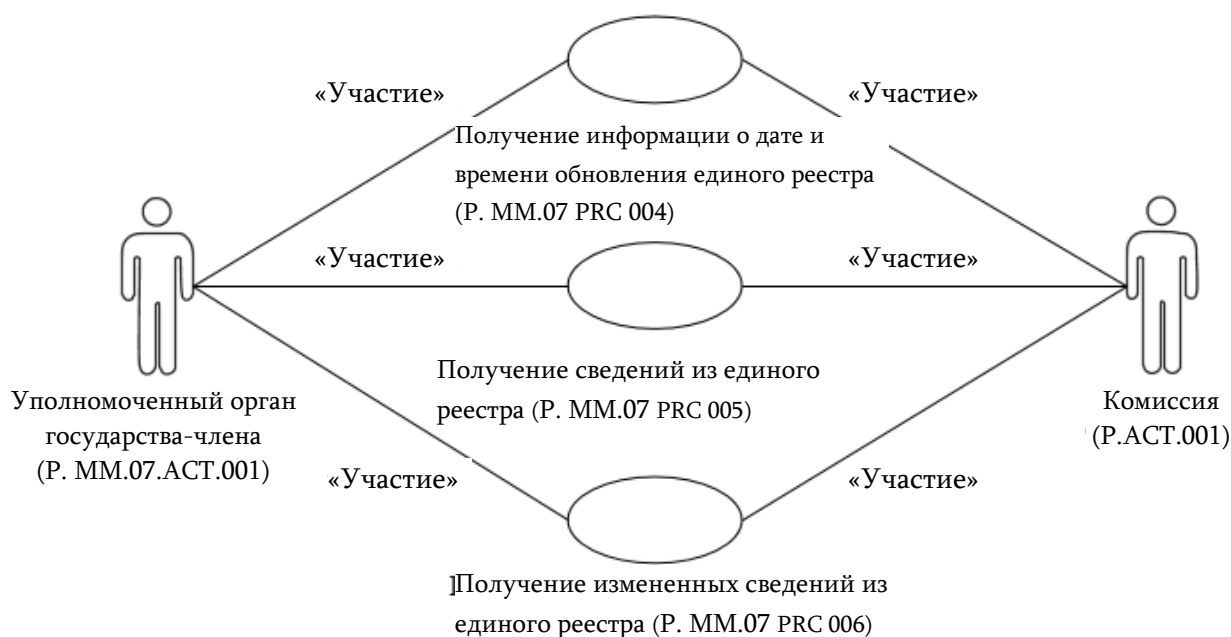 «Участие» «Участие»
Получение информации о дате и
времени обновления единого реестра
(Р. ММ.07 PRC 004)
«Участие» «Участие»
Получение сведений из единого
реестра (Р. ММ.07 PRC 005)
Уполномоченный орган
государства-члена
(Р. ММ.07.АСТ.001)
Комиссия
(Р.АСТ.001)
«Участие» «Участие»
Получение измененных сведений из
единого реестра (Р. ММ.07 PRC 006)